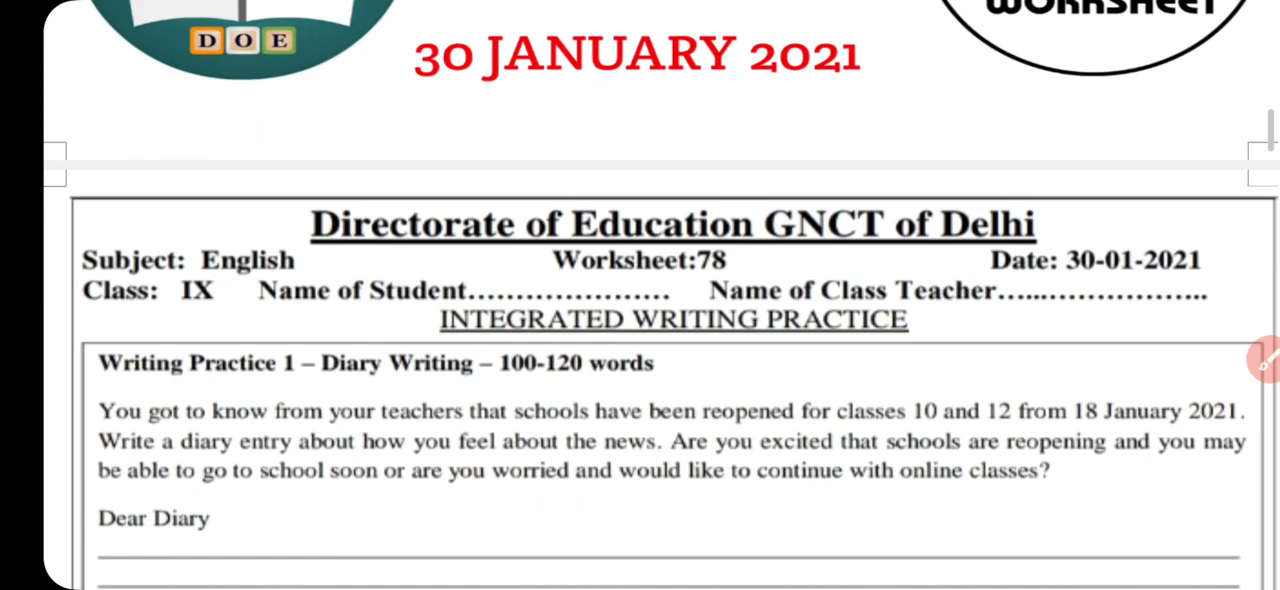 WORKSHEET
D O E
30 JANUARY 2021
Directorate of Education GNCT of Delhi
Subject: English Worksheet:78 Date: 30-01-2021
Class: IX Name of Student..................... Name of Class Teacher........................
INTEGRATED WRITING PRACTICE
Writing Practice 1 – Diary Writing – 100-120 words
You got to know from your teachers that schools have been reopened for classes 10 and 12 from 18 January 2021.
Write a diary entry about how you feel about the news. Are you excited that schools are reopening and you may
be able to go to school soon or are you worried and would like to continue with online classes?
Dear Diary